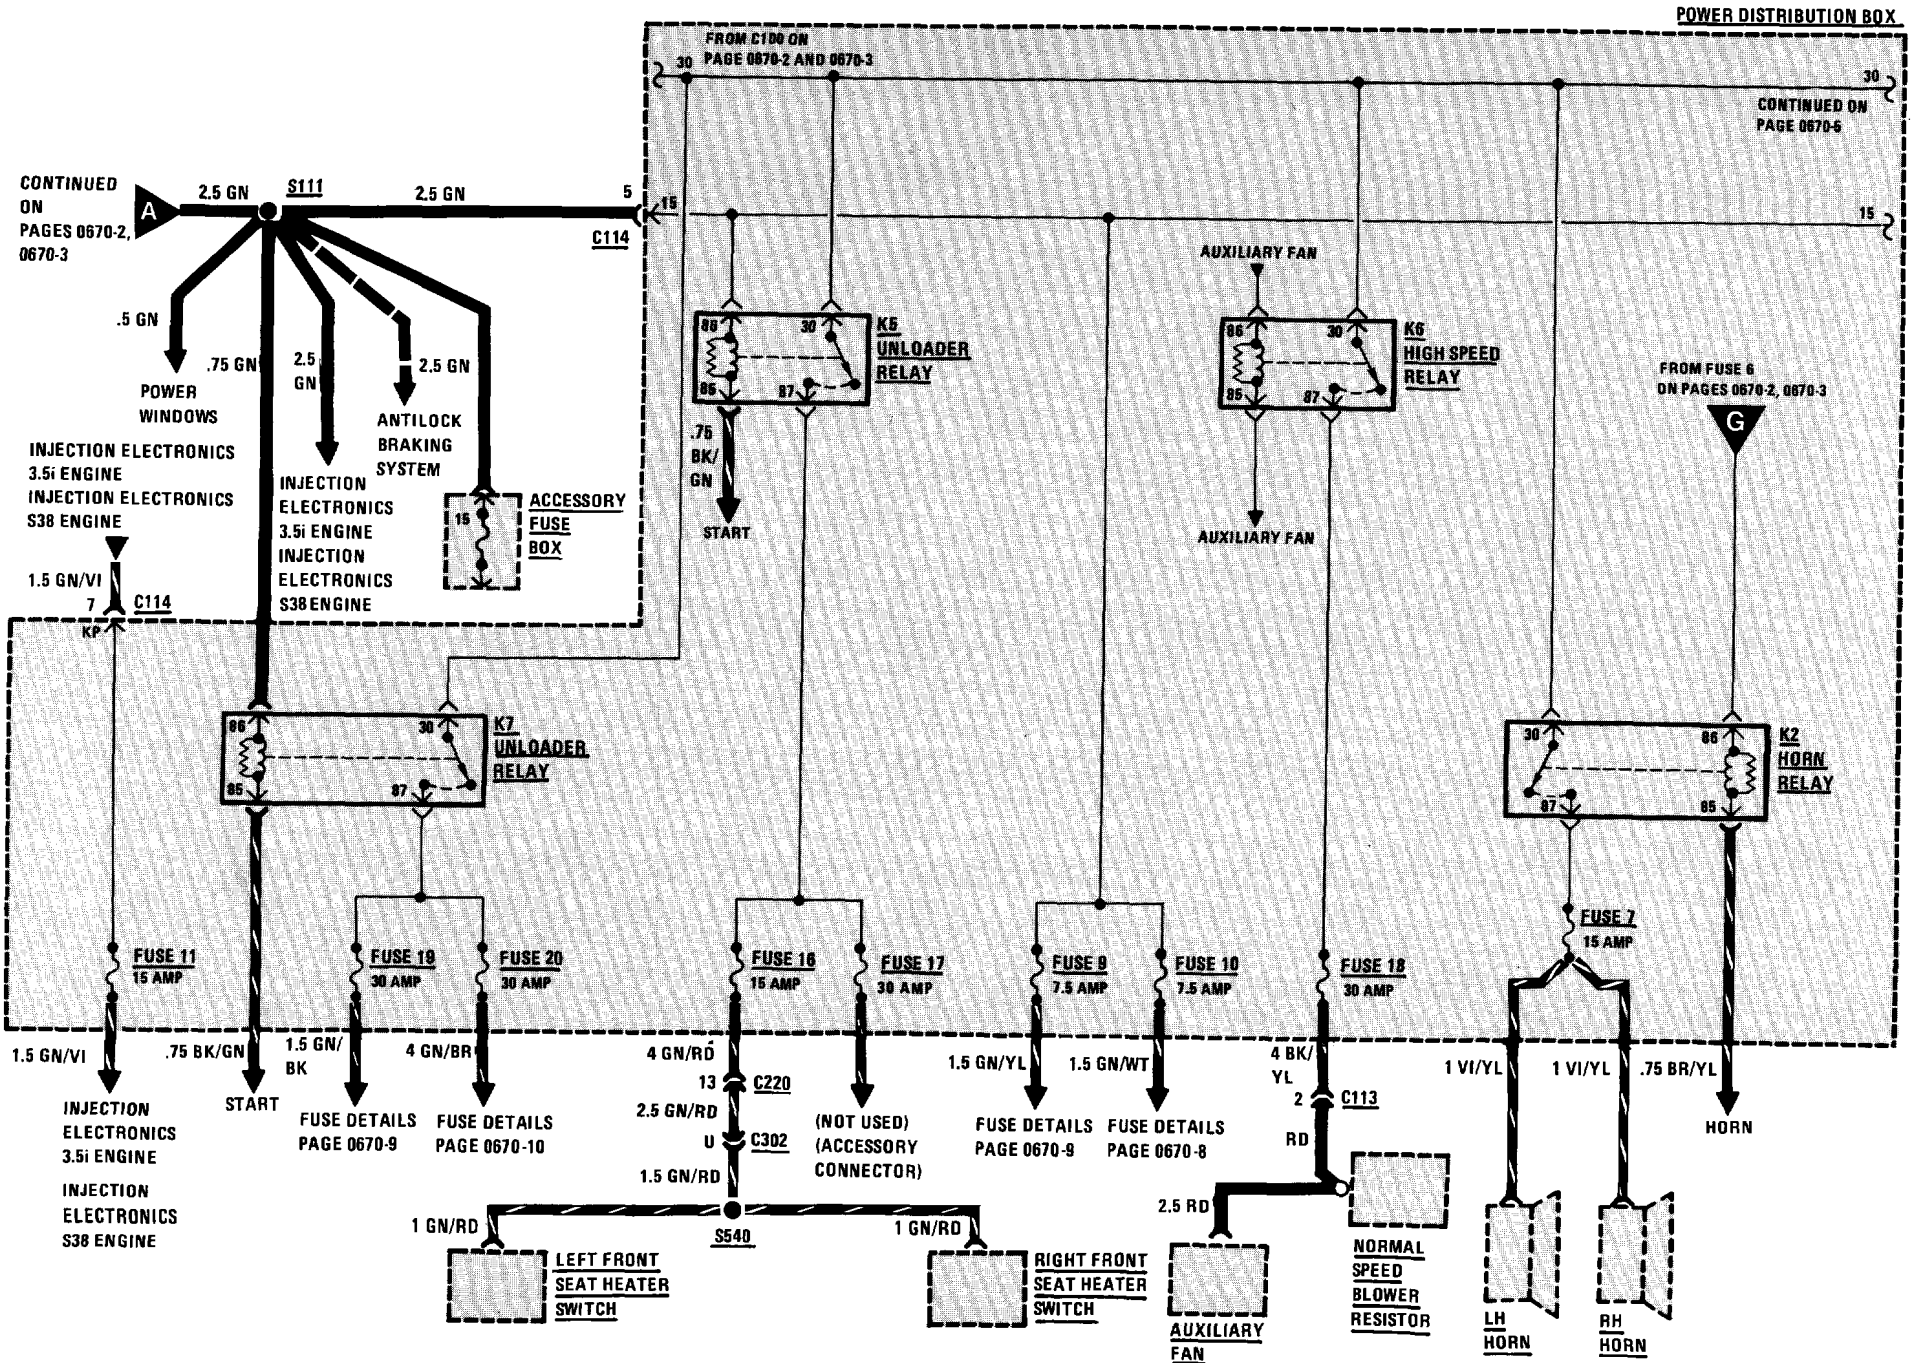 POWER DISTRIBUTION BOX
FROM C100 ON
PAGE 0670-2 AND 0670-3
30
30
CONTINUED ON
PAGE 0670-5
CONTINUED
ON
PAGES 0670-2,
0670-3
A
2.5 GN
S111
2.5 GN
5
C114
15
15
.5 GN
POWER
WINDOWS
.75 GN
2.5
GN
2.5 GN
ANTILOCK
BRAKING
SYSTEM
INJECTION ELECTRONICS
3.5i ENGINE
INJECTION ELECTRONICS
S38 ENGINE
1.5 GN/VI
7
C114
KP
INJECTION
ELECTRONICS
3.5i ENGINE
INJECTION
ELECTRONICS
S38 ENGINE
15
ACCESSORY
FUSE
BOX
86
30
85
87
K5
UNLOADER
RELAY
.75
BK/
GN
START
AUXILIARY FAN
86
30
85
87
K6
HIGH SPEED
RELAY
AUXILIARY FAN
FROM FUSE 6
ON PAGES 0670-2, 0670-3
G
86
30
85
87
K7
UNLOADER
RELAY
30
86
87
85
K2
HORN
RELAY
FUSE 11
15 AMP
FUSE 19
30 AMP
FUSE 20
30 AMP
FUSE 16
15 AMP
FUSE 17
30 AMP
FUSE 9
7.5 AMP
FUSE 10
7.5 AMP
FUSE 18
30 AMP
FUSE 7
15 AMP
1.5 GN/VI
INJECTION
ELECTRONICS
3.5i ENGINE
INJECTION
ELECTRONICS
S38 ENGINE
.75 BK/GN
START
1.5 GN/
BK
FUSE DETAILS
PAGE 0670-9
4 GN/BR
FUSE DETAILS
PAGE 0670-10
4 GN/RD
13
C220
2.5 GN/RD
U
C302
1.5 GN/RD
S540
1 GN/RD
LEFT FRONT
SEAT HEATER
SWITCH
1 GN/RD
RIGHT FRONT
SEAT HEATER
SWITCH
(NOT USED)
(ACCESSORY
CONNECTOR)
1.5 GN/YL
FUSE DETAILS
PAGE 0670-9
1.5 GN/WT
FUSE DETAILS
PAGE 0670-8
4 BK/
YL
2
C113
RD
2.5 RD
AUXILIARY
FAN
NORMAL
SPEED
BLOWER
RESISTOR
1 VI/YL
LH
HORN
1 VI/YL
RH
HORN
.75 BR/YL
HORN